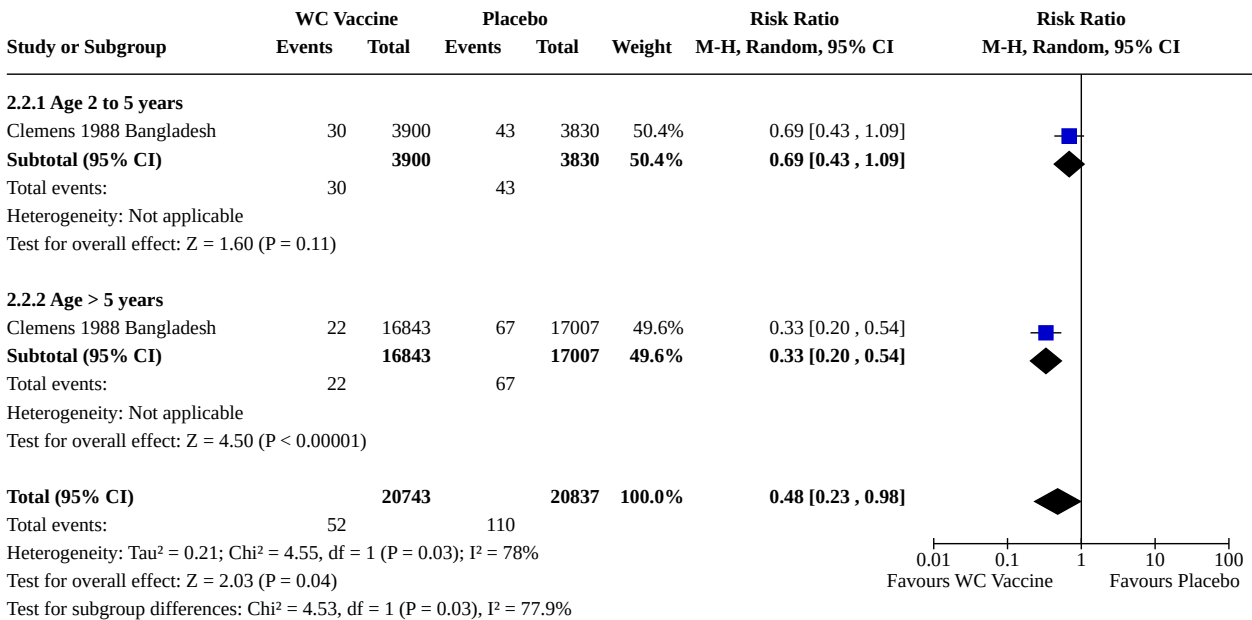 WC Vaccine Placebo Risk Ratio Risk Ratio
Study or Subgroup Events Total Events Total Weight M-H, Random, 95% CI M-H, Random, 95% CI
2.2.1 Age 2 to 5 years
Clemens 1988 Bangladesh 30 3900 43 3830 50.4% 0.69 [0.43 , 1.09]
Subtotal (95% CI) 3900 3830 50.4% 0.69 [0.43 , 1.09]
Total events: 30 43
Heterogeneity: Not applicable
Test for overall effect: Z = 1.60 (P = 0.11)
2.2.2 Age > 5 years
Clemens 1988 Bangladesh 22 16843 67 17007 49.6% 0.33 [0.20 , 0.54]
Subtotal (95% CI) 16843 17007 49.6% 0.33 [0.20 , 0.54]
Total events: 22 67
Heterogeneity: Not applicable
Test for overall effect: Z = 4.50 (P < 0.00001)
Total (95% CI) 20743 20837 100.0% 0.48 [0.23 , 0.98]
Total events: 52 110
Heterogeneity: Tau² = 0.21; Chi² = 4.55, df = 1 (P = 0.03); I² = 78%
Test for overall effect: Z = 2.03 (P = 0.04)
Test for subgroup differences: Chi² = 4.53, df = 1 (P = 0.03), I² = 77.9%
0.01 0.1 1 10 100
Favours WC Vaccine Favours Placebo